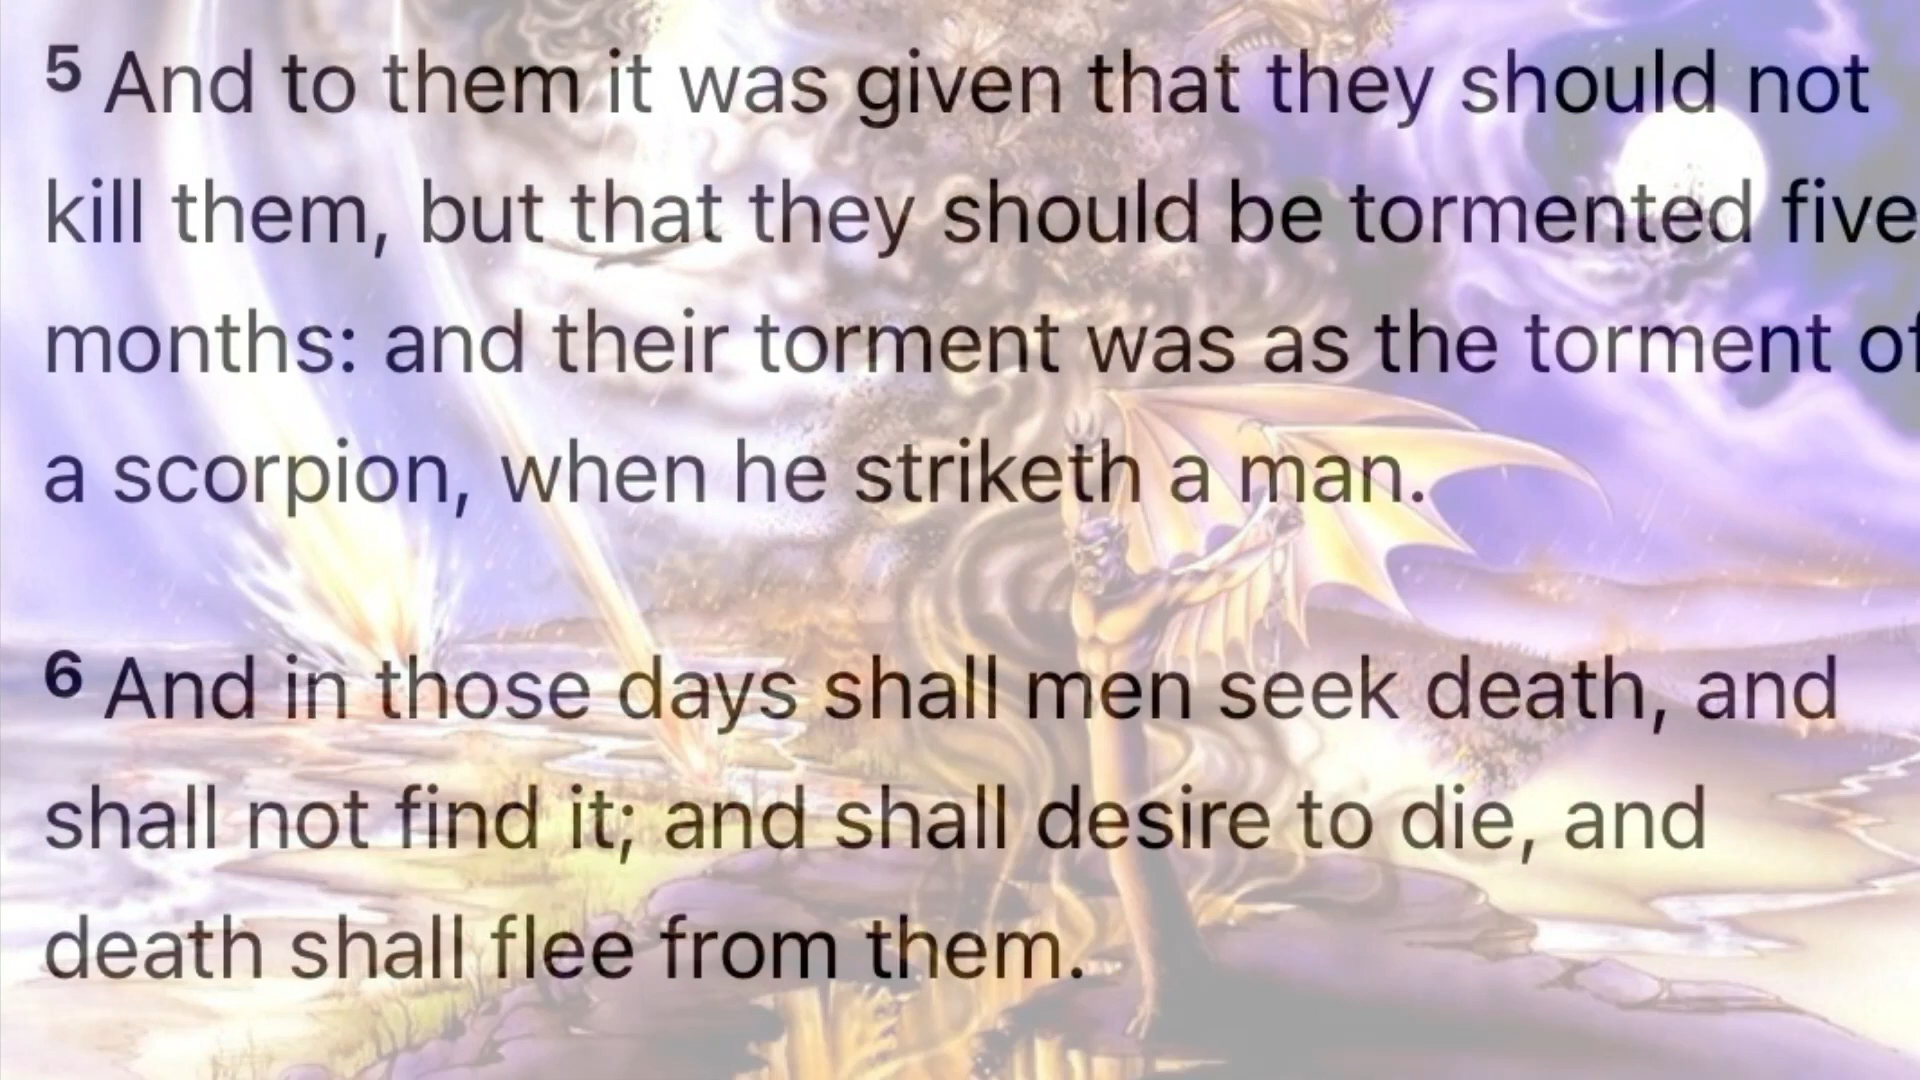 5 And to them it was given that they should not
kill them, but that they should be tormented five
months: and their torment was as the torment of
a scorpion, when he striketh a man.
6 And in those days shall men seek death, and
shall not find it; and shall desire to die, and
death shall flee from them.